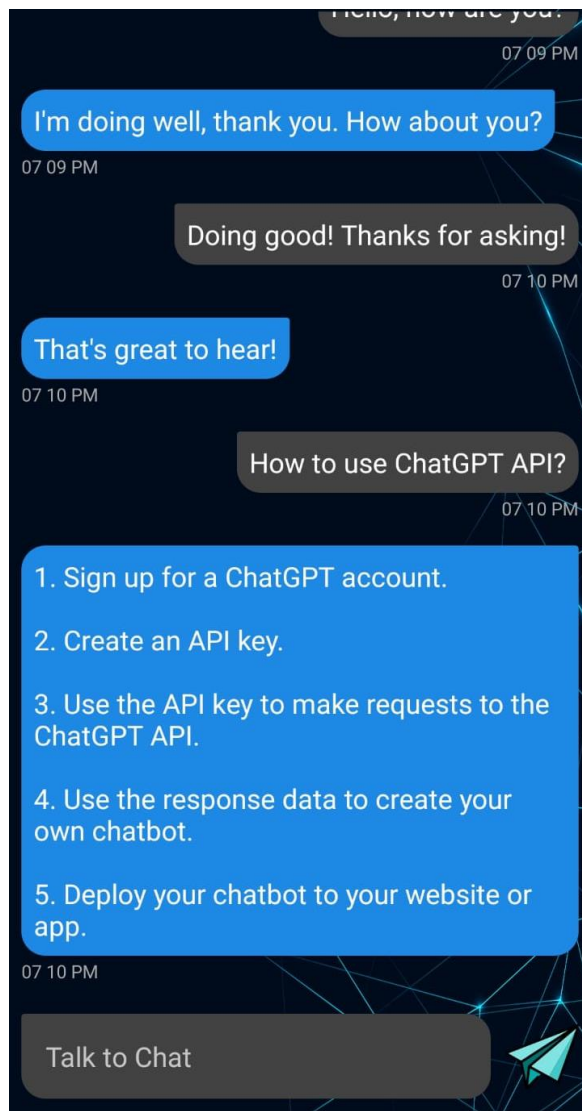 Hello, how are you?
07 09 PM
I'm doing well, thank you. How about you?
07 09 PM
Doing good! Thanks for asking!
07 10 PM
That's great to hear!
07 10 PM
How to use ChatGPT API?
07 10 PM
1. Sign up for a ChatGPT account.
2. Create an API key.
3. Use the API key to make requests to the
ChatGPT API.
4. Use the response data to create your
own chatbot.
5. Deploy your chatbot to your website or
app.
07 10 PM
Talk to Chat